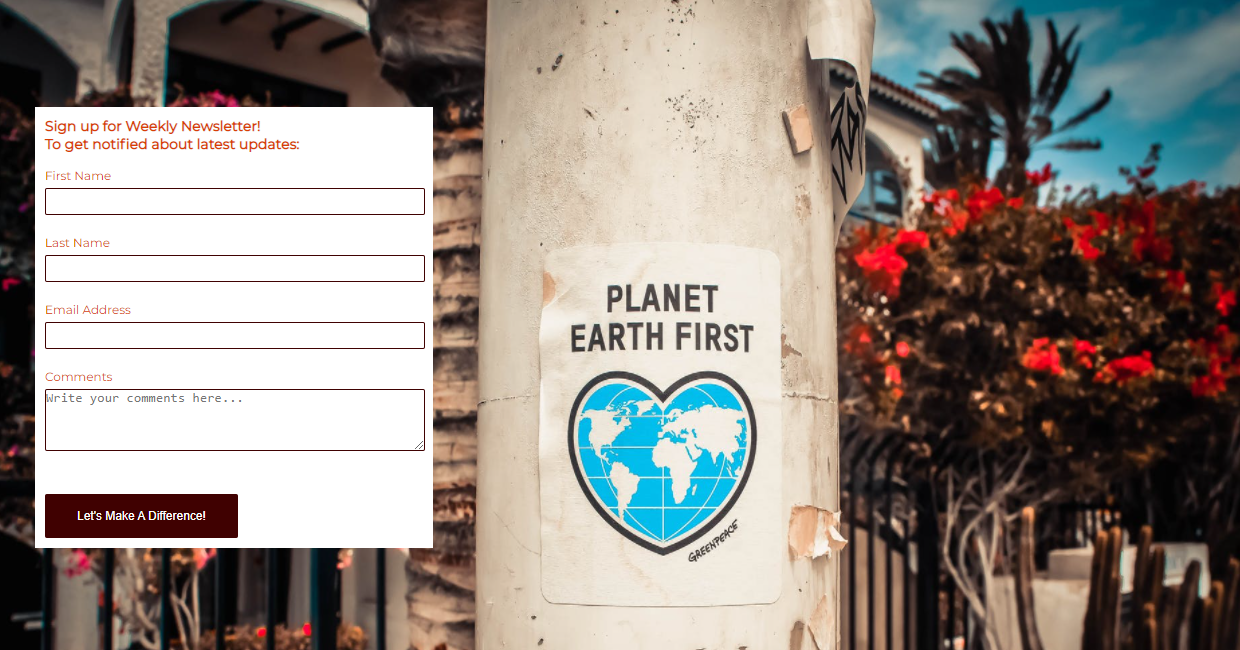 Sign up for Weekly Newsletter!
To get notified about latest updates:
First Name
Last Name
Email Address
Comments
Write your comments here...
Let's Make A Difference!
PLANET
EARTH FIRST
GREENPEACE